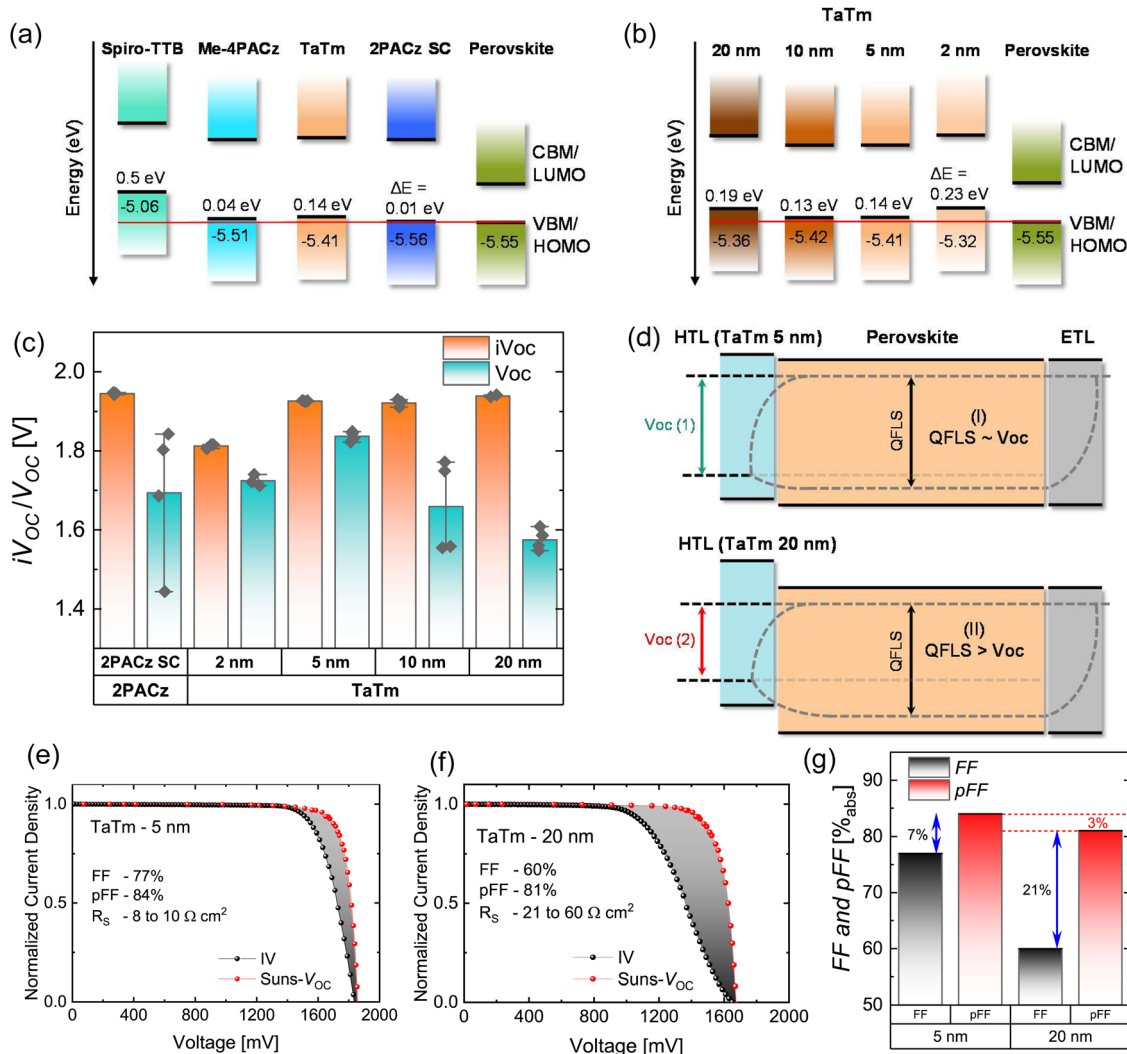 (a)
Spiro-TTB Me-4PACz TaTm 2PACz SC Perovskite
Energy (eV)
CBM/
LUMO
0.5 eV
0.04 eV
0.14 eV
ΔE =
0.01 eV
-5.06
-5.51
-5.41
-5.56
-5.55
VBM/
HOMO
(b)
TaTm
20 nm 10 nm 5 nm 2 nm Perovskite
Energy (eV)
CBM/
LUMO
0.19 eV
0.13 eV
0.14 eV
ΔE =
0.23 eV
-5.36
-5.42
-5.41
-5.32
-5.55
VBM/
HOMO
(c)
iVoc
Voc
iV_OC/V_OC [V]
2.0
1.8
1.6
1.4
2PACz SC 2 nm 5 nm 10 nm 20 nm
2PACz TaTm
(d)
HTL (TaTm 5 nm) Perovskite ETL
Voc (1)
QFLS
(I)
QFLS ~ Voc
HTL (TaTm 20 nm)
Voc (2)
QFLS
(II)
QFLS > Voc
(e)
Normalized Current Density
1.0
0.5
0.0
TaTm - 5 nm
FF - 77%
pFF - 84%
R_S - 8 to 10 Ω cm²
IV
Suns-V_OC
0 400 800 1200 1600 2000
Voltage [mV]
(f)
Normalized Current Density
1.0
0.5
0.0
TaTm - 20 nm
FF - 60%
pFF - 81%
R_S - 21 to 60 Ω cm²
IV
Suns-V_OC
0 400 800 1200 1600 2000
Voltage [mV]
(g)
FF
pFF
FF and pFF [%abs]
90
80
70
60
50
7%
21%
3%
FF pFF FF pFF
5 nm 20 nm